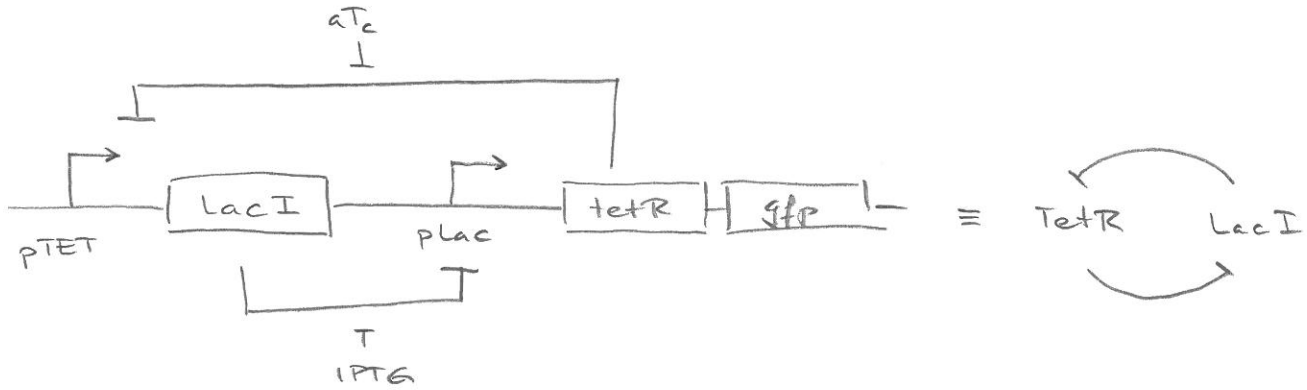 aTc
LacI
tetR
gfp
≡
TetR
LacI
pTET
pLac
IPTG